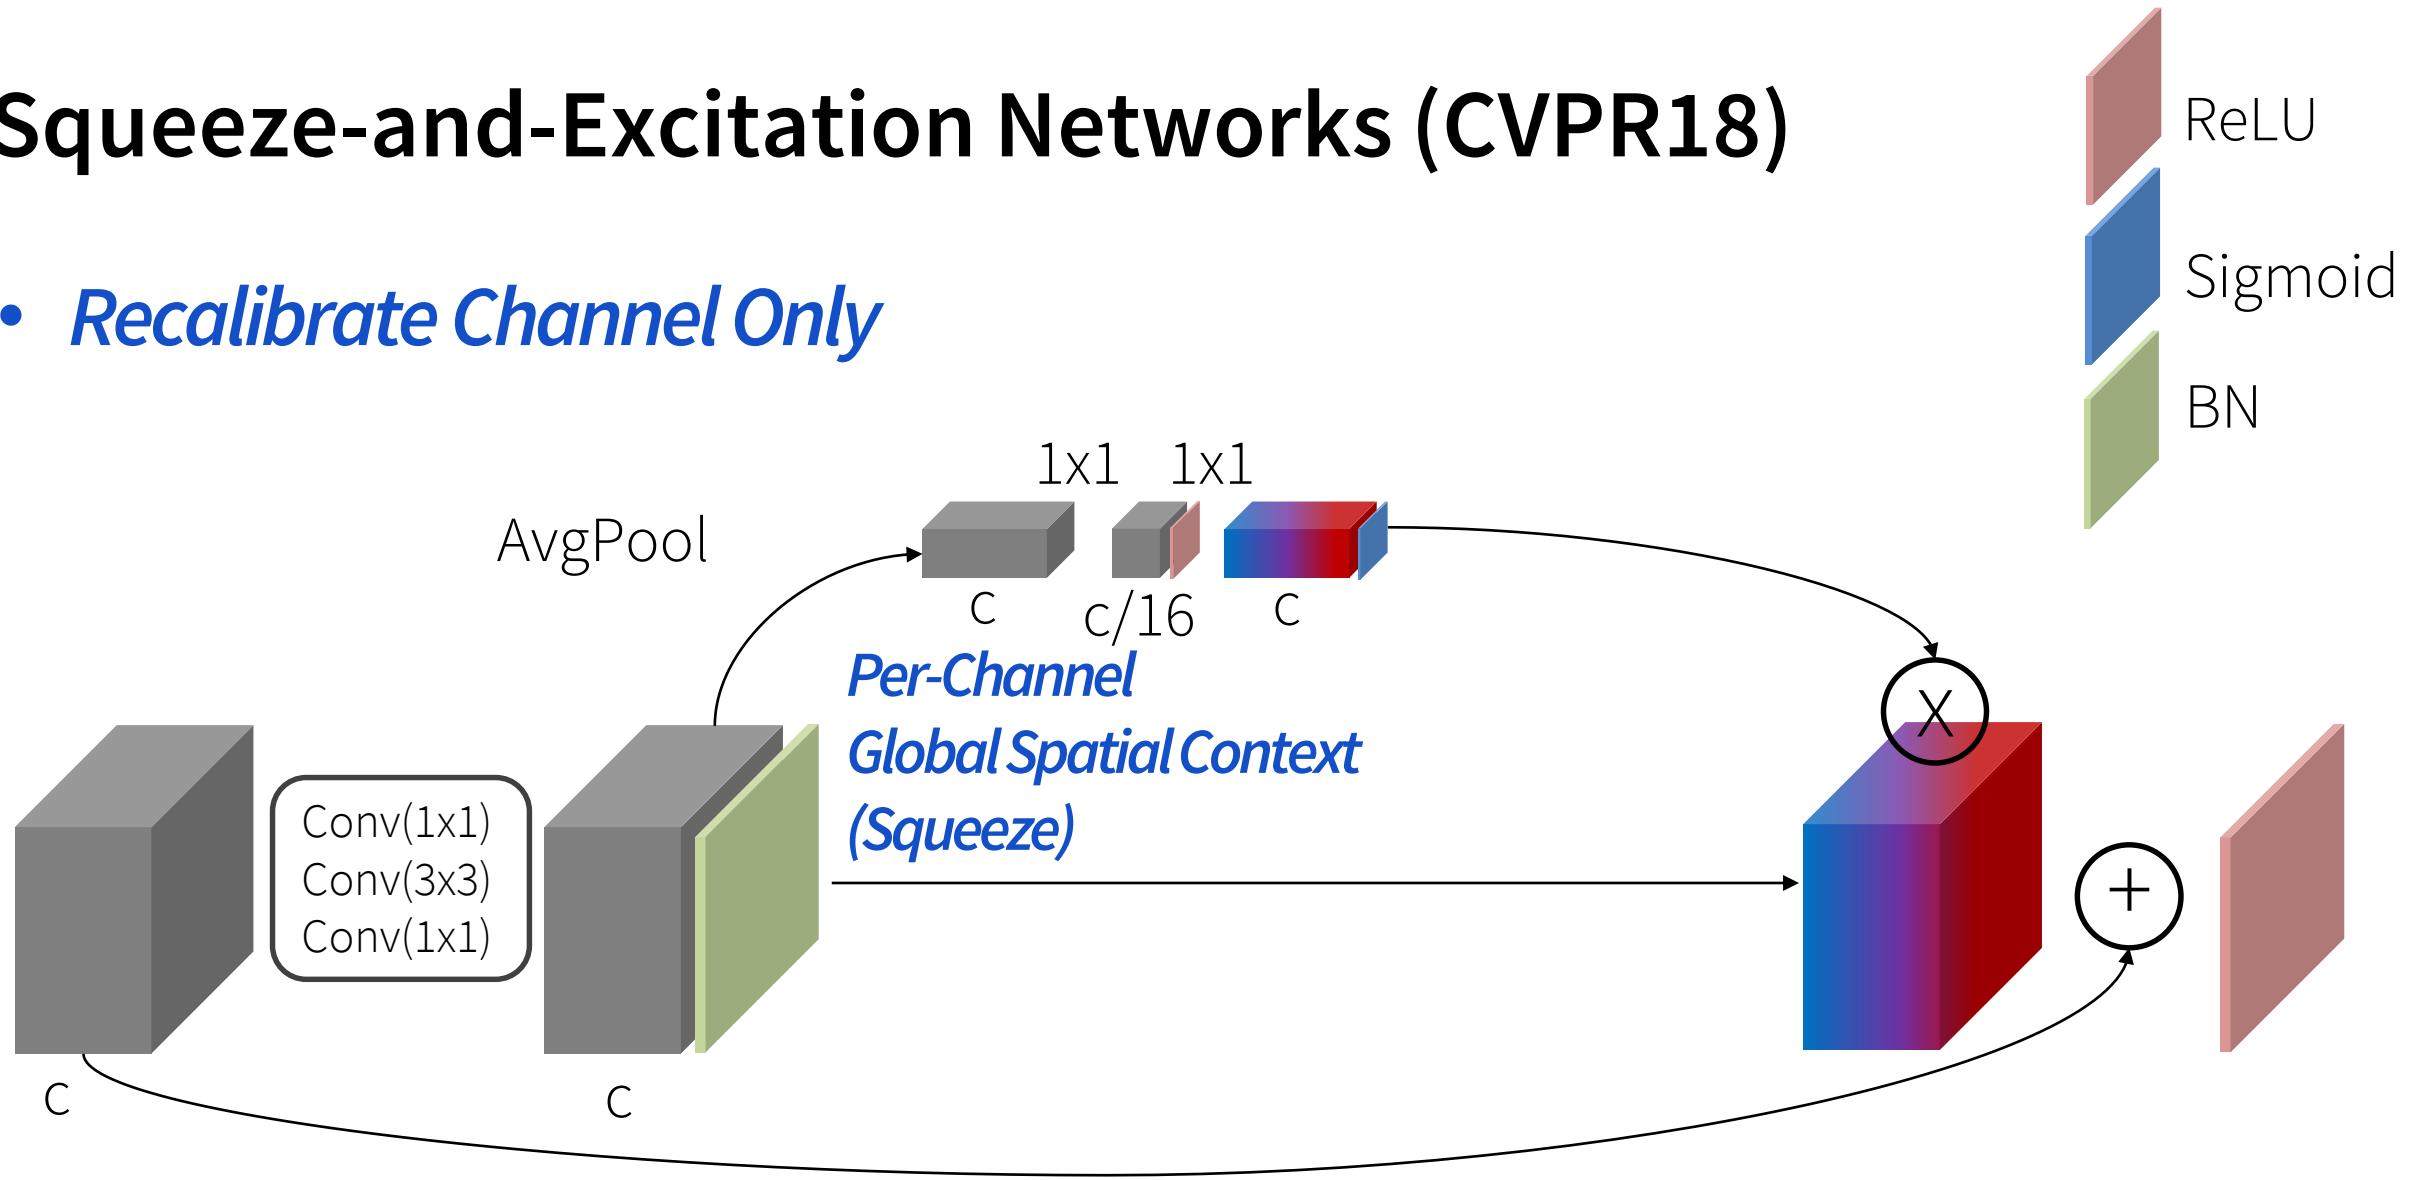 Squeeze-and-Excitation Networks (CVPR18)
• Recalibrate Channel Only
ReLU
Sigmoid
BN
1x1 1x1
AvgPool
c c/16 c
Per-Channel
Global Spatial Context
(Squeeze)
X
Conv(1x1)
Conv(3x3)
Conv(1x1)
+
c c